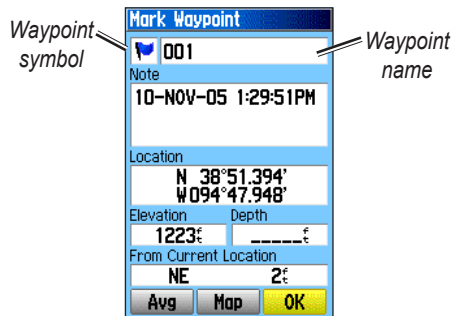 Mark Waypoint
Waypoint symbol
001
Waypoint name
Note
10-NOV-05 1:29:51PM
Location
N 38°51.394'
W094°47.948'
Elevation Depth
1223ft _____ft
From Current Location
NE 2ft
Avg Map OK